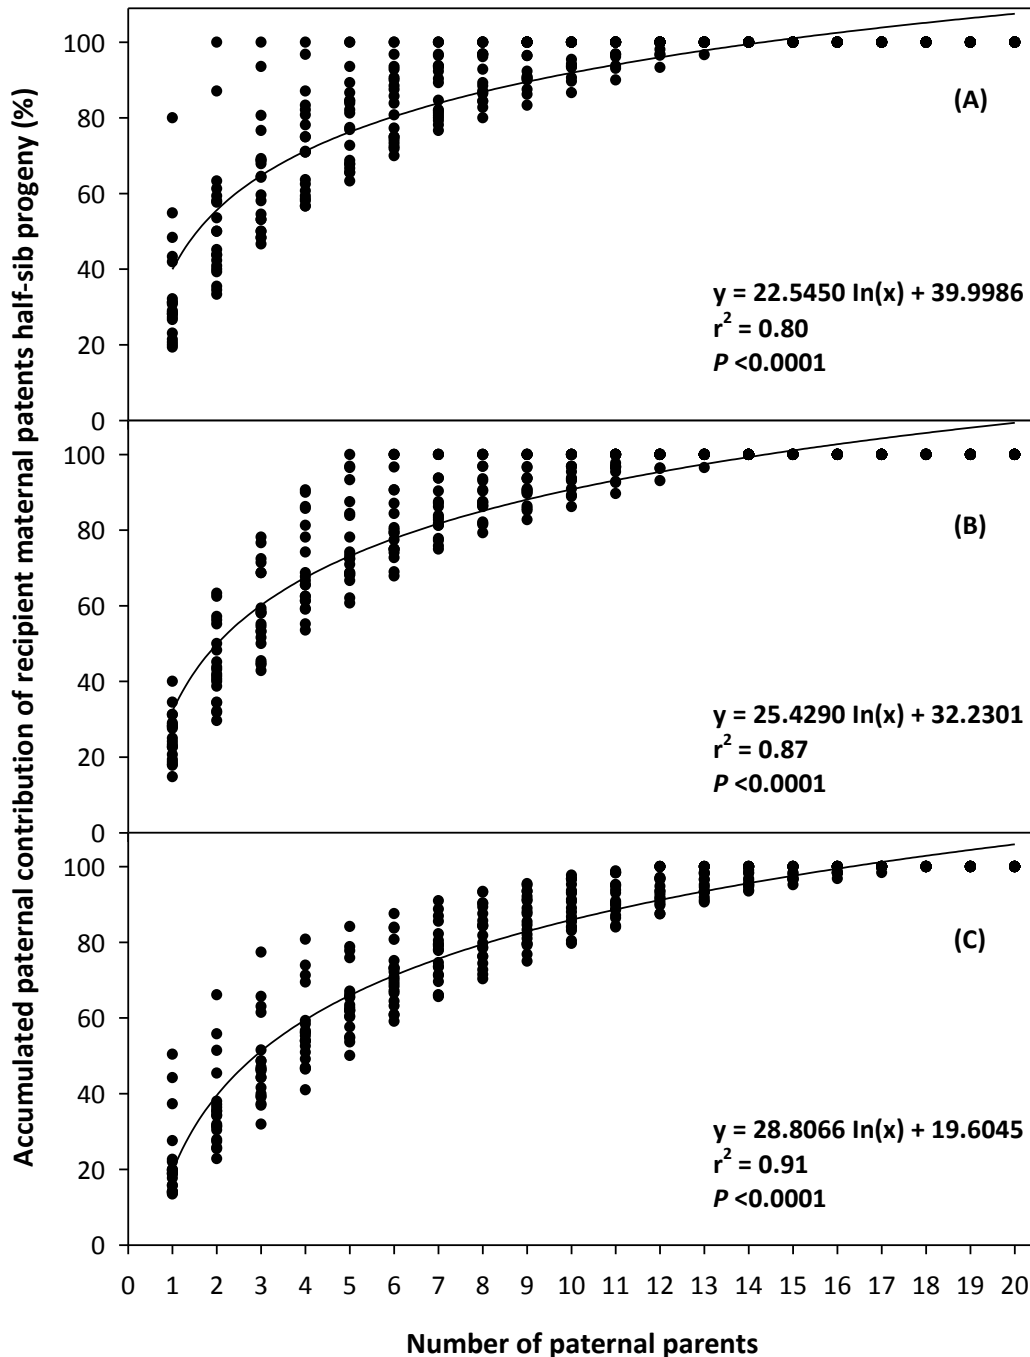 Accumulated paternal contribution of recipient maternal patents half-sib progeny (%)
100
80
60
40
20
0
(A)
y = 22.5450 ln(x) + 39.9986
r² = 0.80
P <0.0001
100
80
60
40
20
0
(B)
y = 25.4290 ln(x) + 32.2301
r² = 0.87
P <0.0001
100
80
60
40
20
0
(C)
y = 28.8066 ln(x) + 19.6045
r² = 0.91
P <0.0001
0 1 2 3 4 5 6 7 8 9 10 11 12 13 14 15 16 17 18 19 20
Number of paternal parents